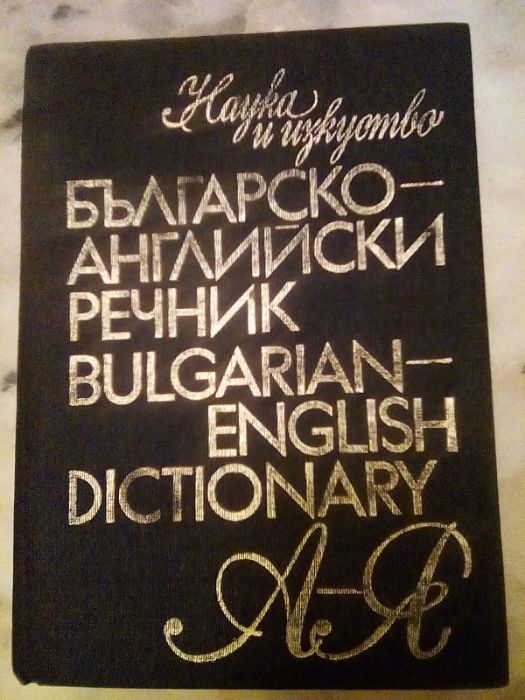 Наука
и изкуство
БЪЛГАРСКО—
АНГЛИЙСКИ
РЕЧНИК
BULGARIAN—
ENGLISH
DICTIONARY
А—Я